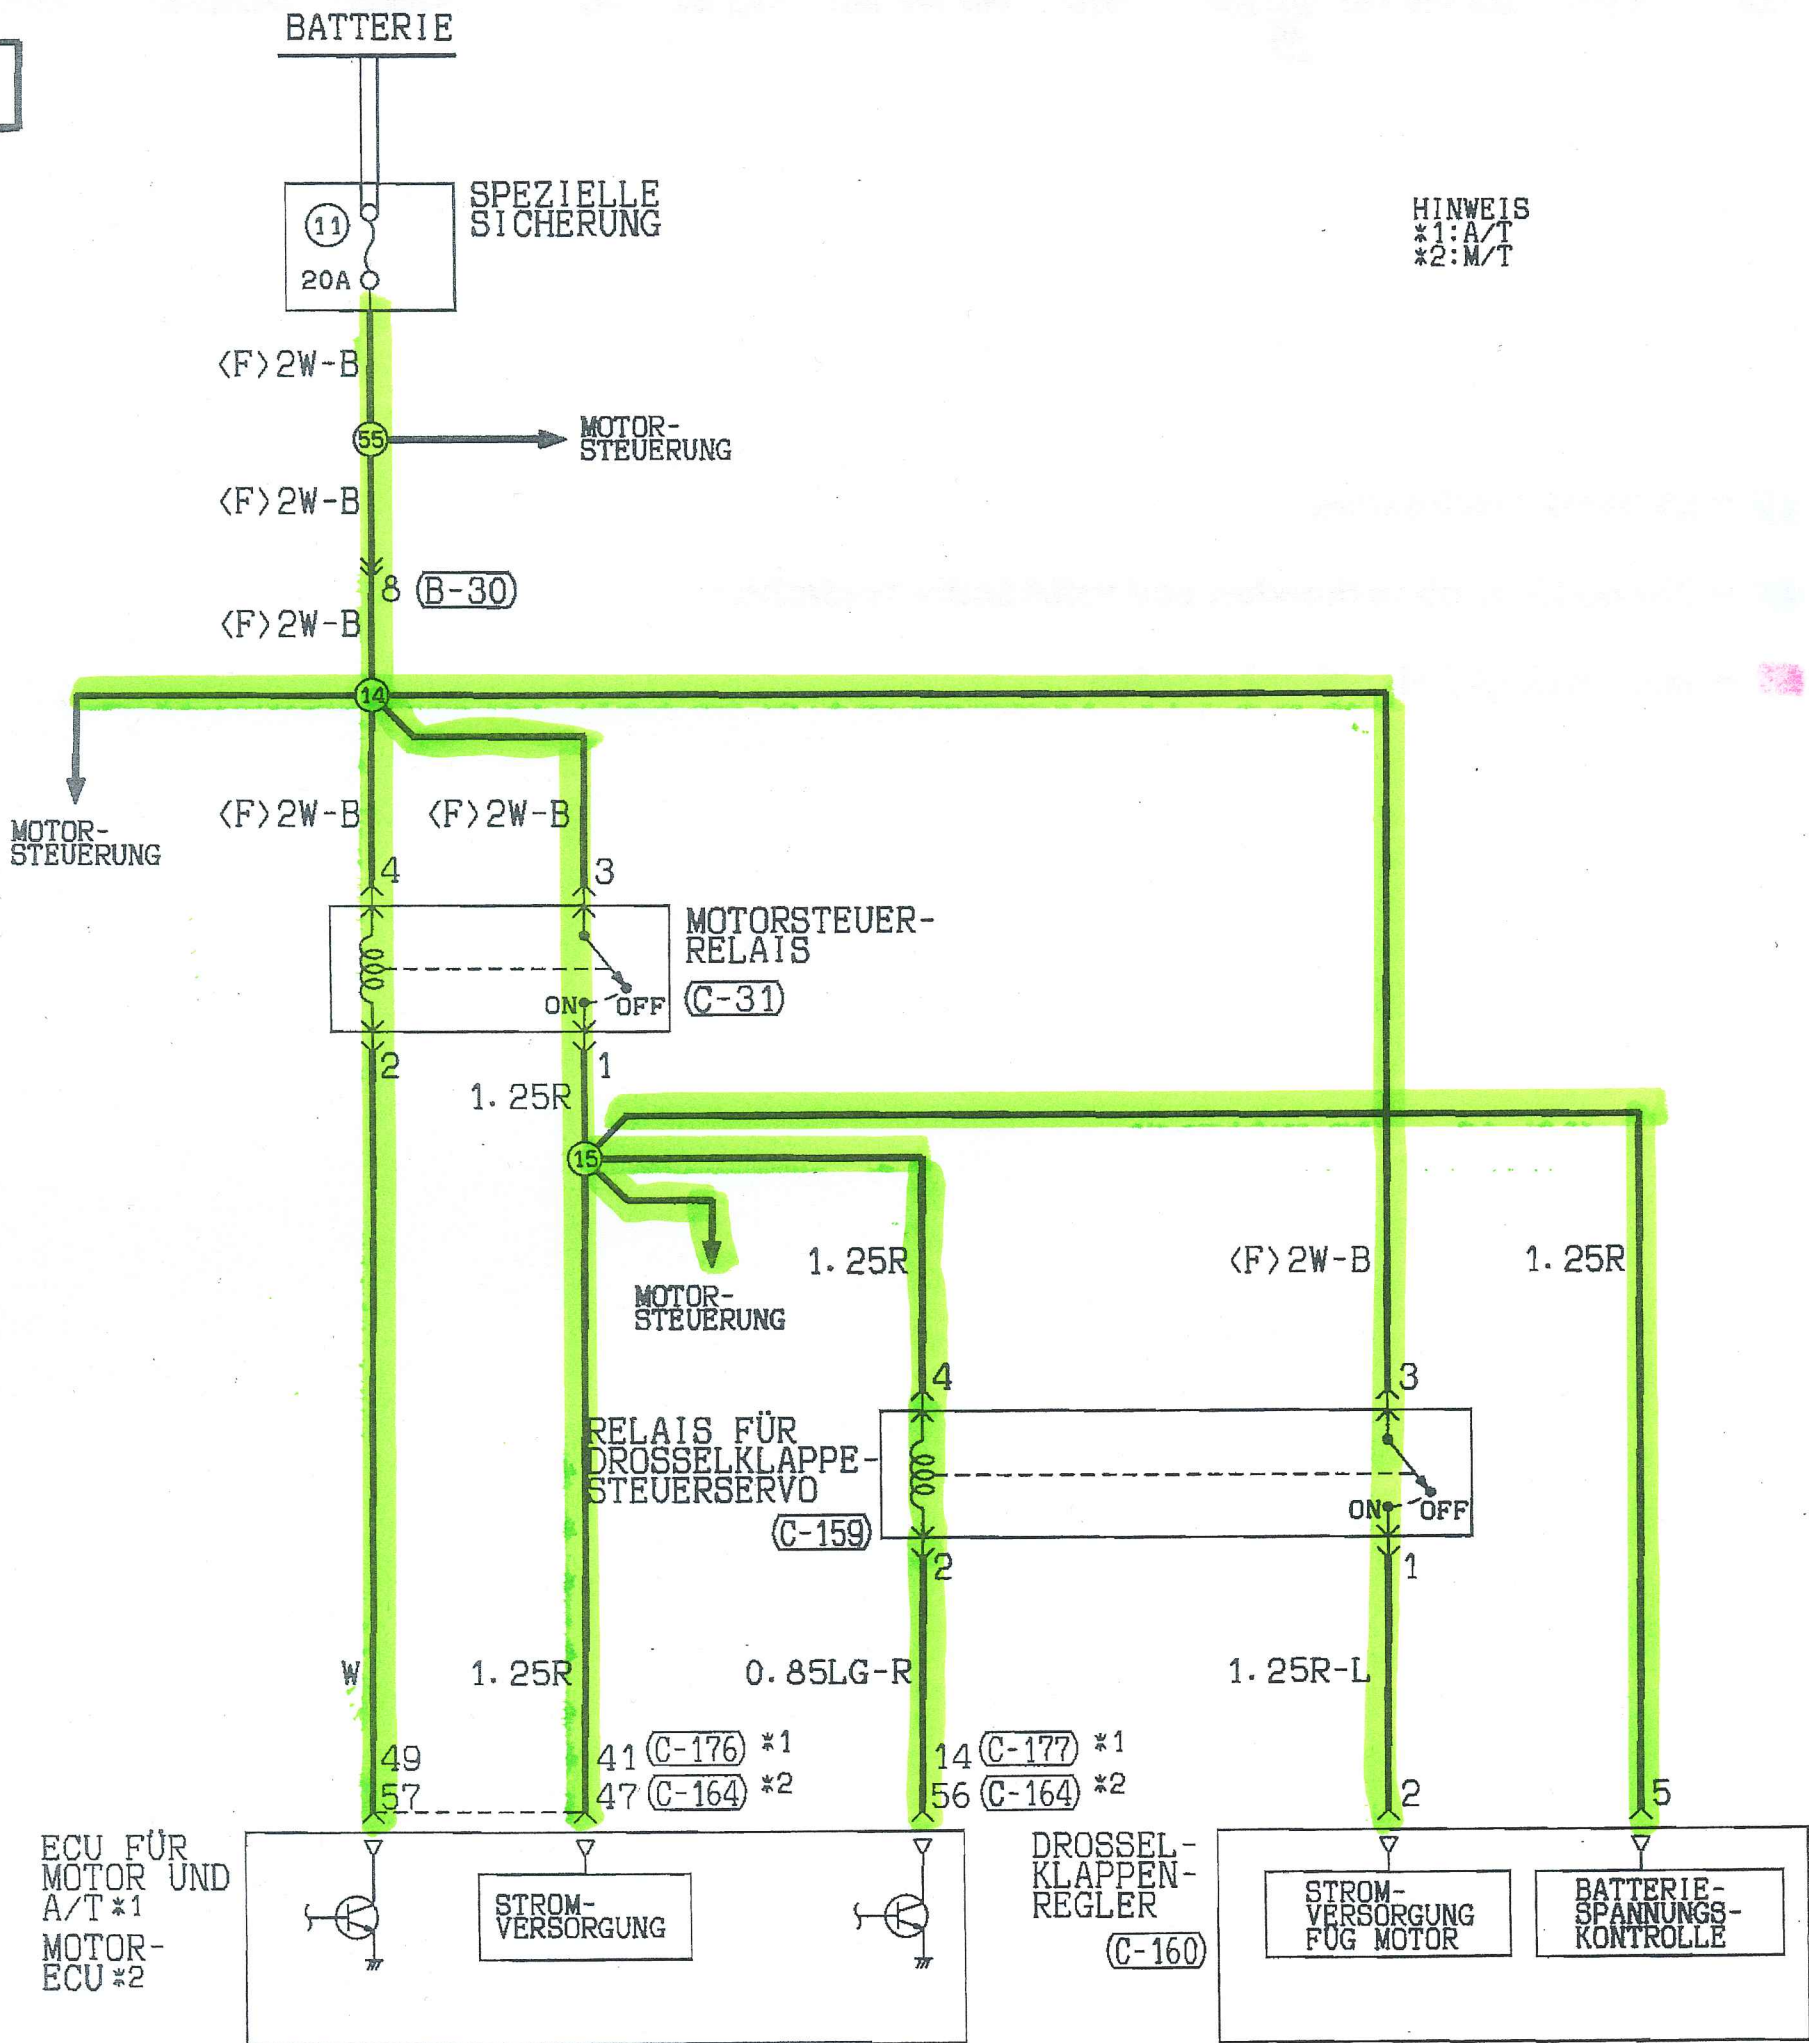 BATTERIE
SPEZIELLE
SICHERUNG
11
20A
HINWEIS
*1:A/T
*2:M/T
<F>2W-B
55
MOTOR-
STEUERUNG
<F>2W-B
8 (B-30)
<F>2W-B
14
MOTOR-
STEUERUNG
<F>2W-B
<F>2W-B
4
3
MOTORSTEUER-
RELAIS
(C-31)
ON
OFF
2
1
1.25R
15
MOTOR-
STEUERUNG
1.25R
<F>2W-B
1.25R
4
3
RELAIS FÜR
DROSSELKLAPPE-
STEUERSERVO
(C-159)
ON
OFF
2
1
W
1.25R
0.85LG-R
1.25R-L
49
57
41 (C-176) *1
47 (C-164) *2
14 (C-177) *1
56 (C-164) *2
2
5
ECU FÜR
MOTOR UND
A/T*1
MOTOR-
ECU*2
STROM-
VERSORGUNG
DROSSEL-
KLAPPEN-
REGLER
(C-160)
STROM-
VERSORGUNG
FÜG MOTOR
BATTERIE-
SPANNUNGS-
KONTROLLE